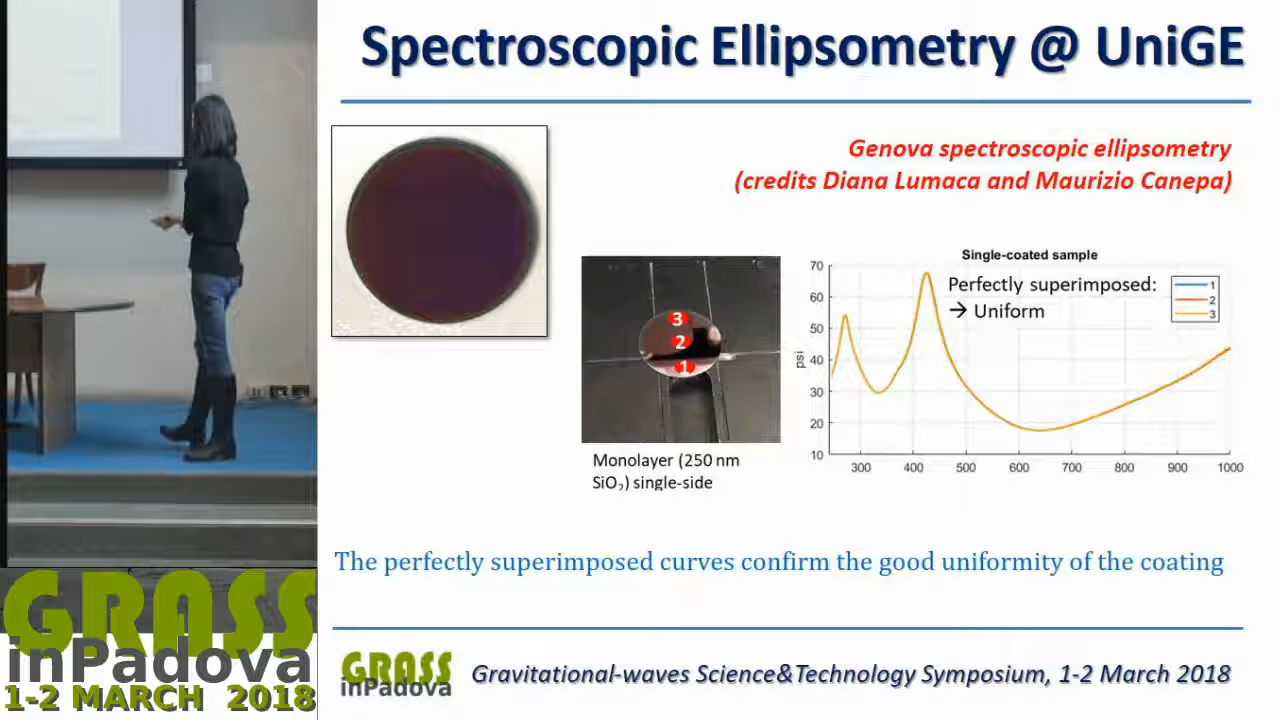 Spectroscopic Ellipsometry @ UniGE
Genova spectroscopic ellipsometry
(credits Diana Lumaca and Maurizio Canepa)
3
2
1
Monolayer (250 nm
SiO₂) single-side
Single-coated sample
Perfectly superimposed:
→ Uniform
1
2
3
psi
70
60
50
40
30
20
10
300 400 500 600 700 800 900 1000
The perfectly superimposed curves confirm the good uniformity of the coating
GRASS
inPadova
Gravitational-waves Science&Technology Symposium, 1-2 March 2018
GRASS
inPadova
1-2 MARCH 2018